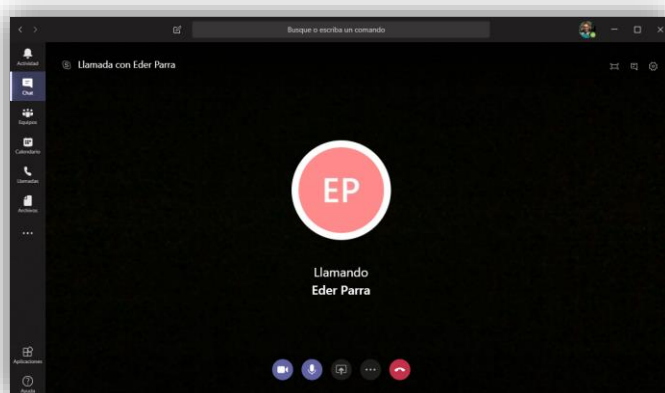 Busque o escriba un comando
Actividad
Llamada con Eder Parra
Chat
Equipos
Calendario
Llamadas
Archivos
EP
Llamando
Eder Parra
Aplicaciones
Ayuda